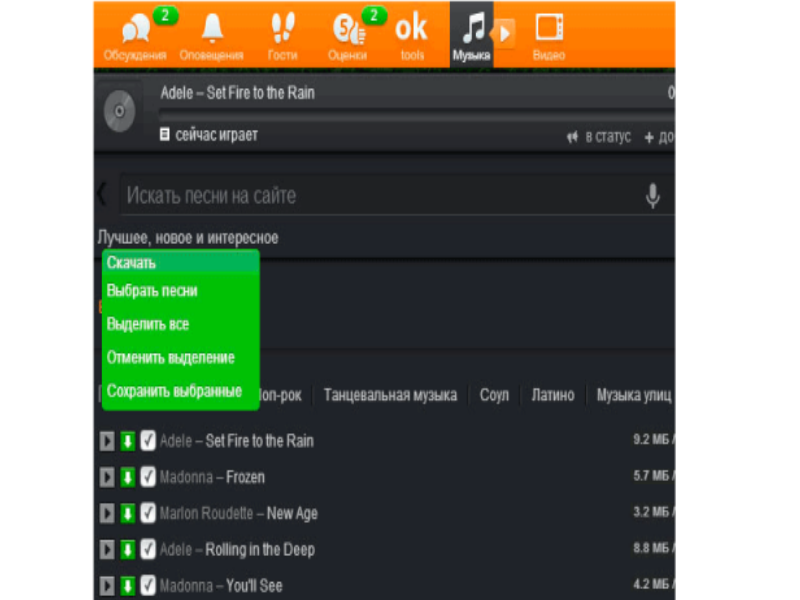 2 2
Обсуждения Оповещения Гости Оценки ok tools Музыка Видео
5
Adele – Set Fire to the Rain 0
сейчас играет в статус + до
Искать песни на сайте
Лучшее, новое и интересное
Скачать
Выбрать песни
Выделить все
Отменить выделение
Сохранить выбранные
Поп-рок Танцевальная музыка Соул Латино Музыка улиц
Adele – Set Fire to the Rain 9.2 МБ /
Madonna – Frozen 5.7 МБ /
Marlon Roudette – New Age 3.2 МБ /
Adele – Rolling in the Deep 8.8 МБ /
Madonna – You'll See 4.2 МБ /